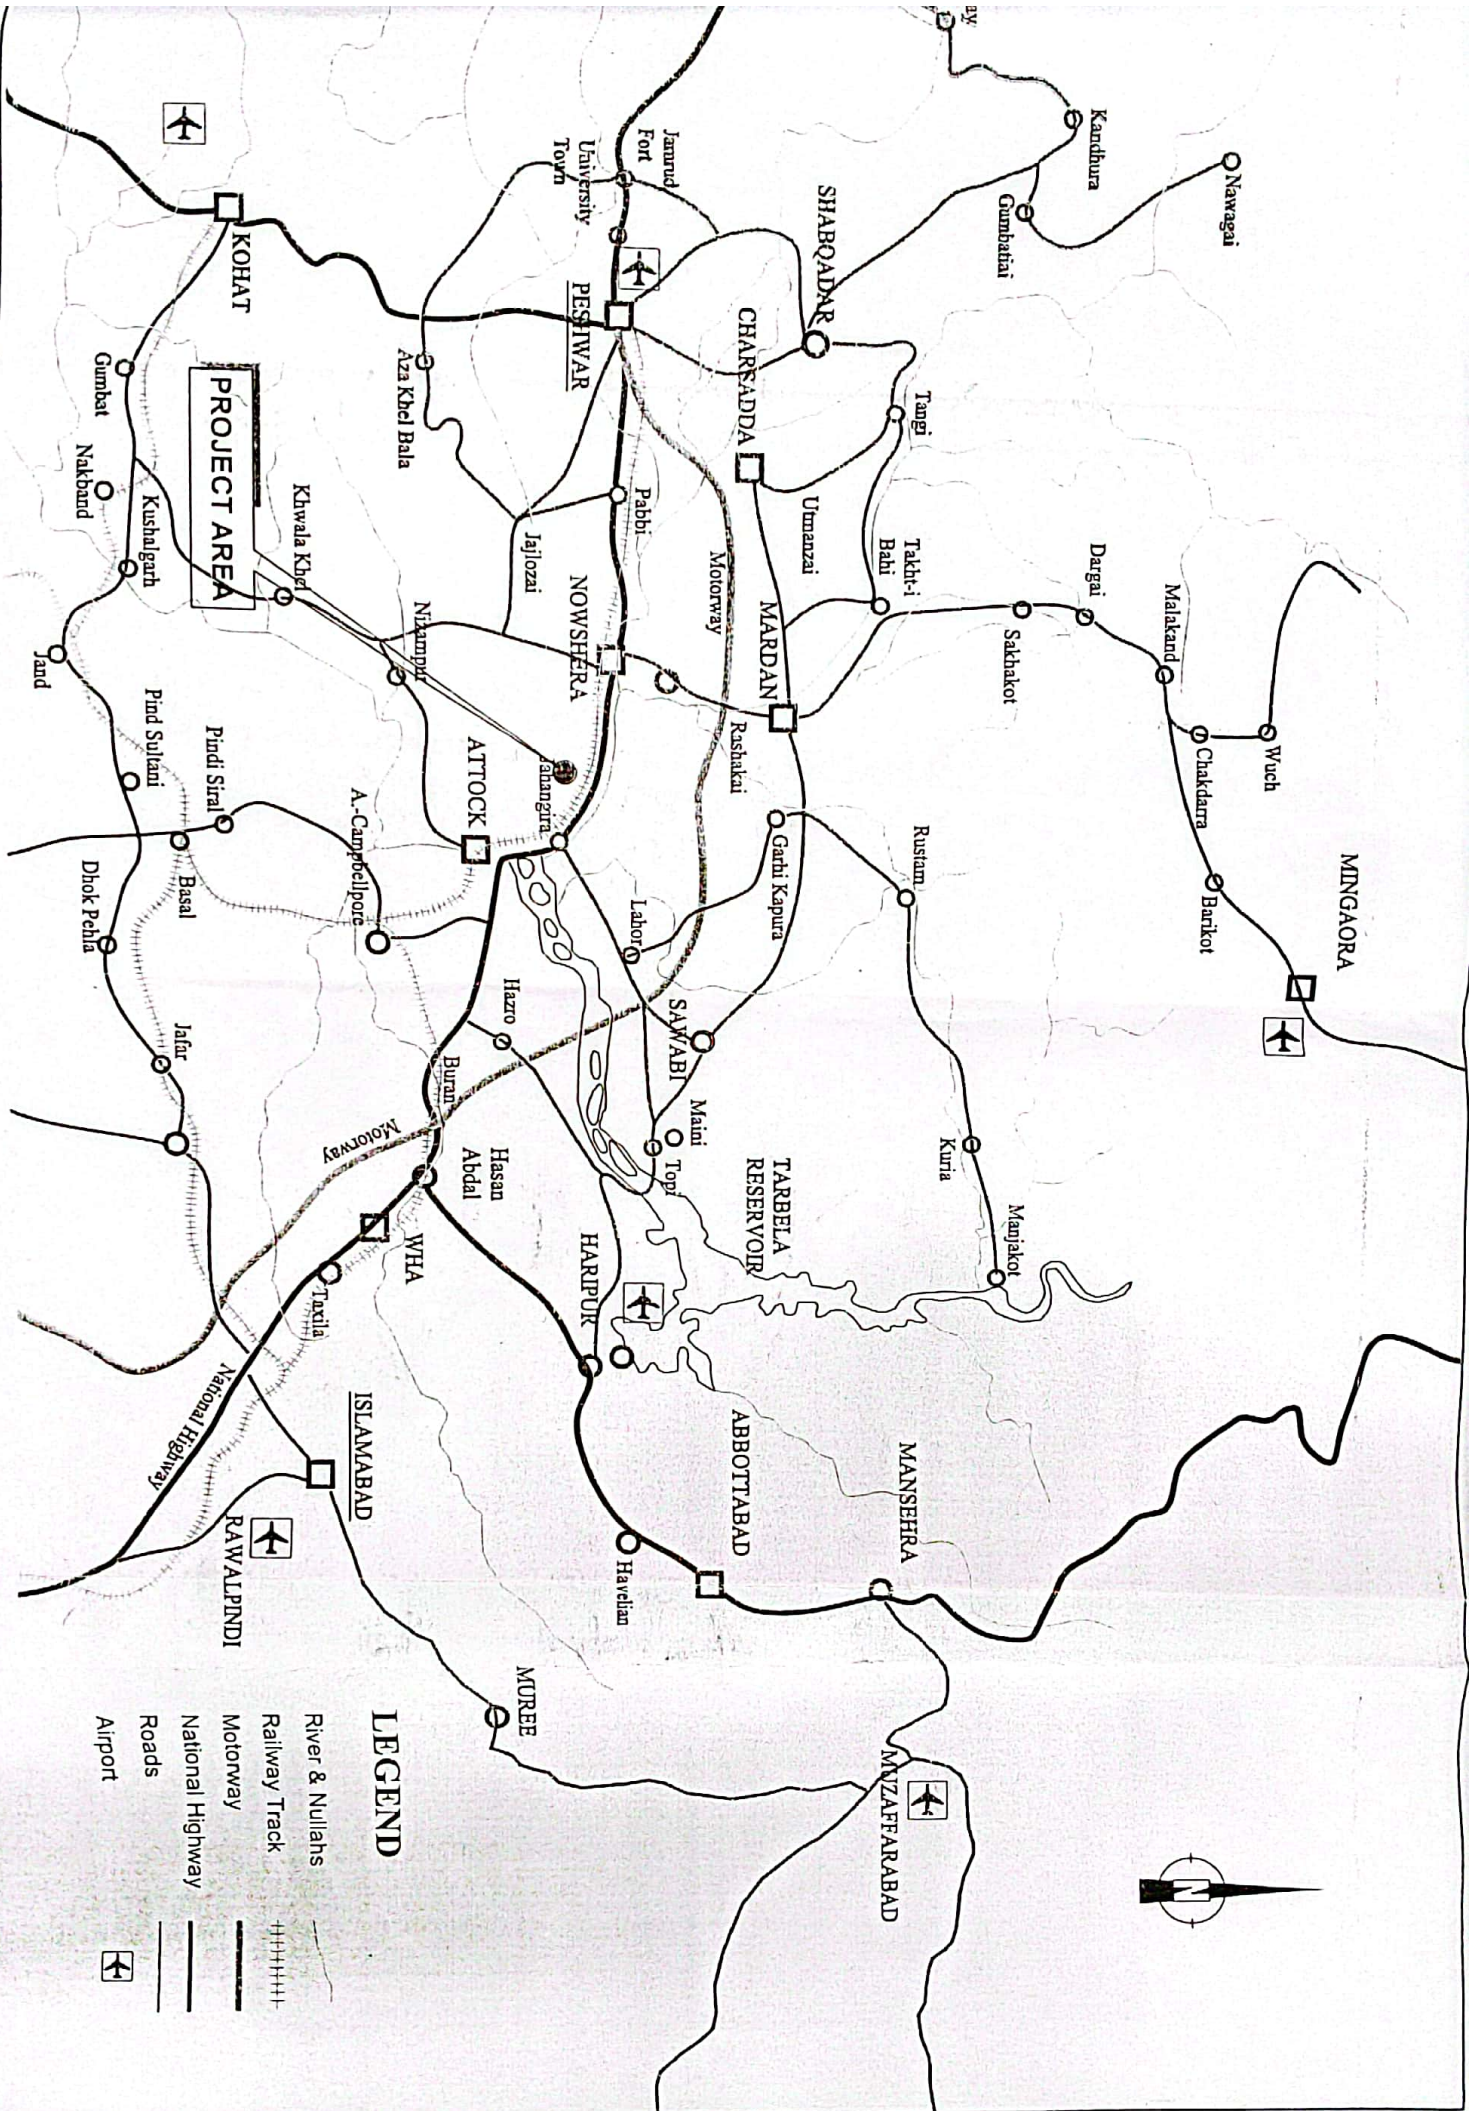 Nawagai
Kandhura
Gumbatiai
SHABQADAR
CHARSADDA
Tangi
Utmanzai
Takht-i
Bahi
Dargai
Sakhakot
Malakand
Chakdarra
Wuch
Barikot
MINGAORA
Jamrud
Fort
University
Town
PESHWAR
KOHAT
Gumbat
Nakband
Kushalgarh
Aza Khel Bala
Pabbi
Jajlozai
PROJECT AREA
Khwala Khel
Nizampur
NOWSHERA
Motorway
MARDAN
Rashakai
Garhi Kapura
Rustam
Jahangira
ATTOCK
A.-Campbellpore
Jand
Pind Sultani
Pindi Siral
Basal
Dhok Pehla
Jafar
Lahor
SAWABI
Hazro
Buran
Motorway
Maini
Topi
Kuria
Manjakot
TARBELA
RESERVOIR
Hasan
Abdal
WHA
Taxila
HARIPUR
National Highway
ISLAMABAD
RAWALPINDI
ABBOTTABAD
Havelian
MANSEHRA
MUREE
MUZAFFARABAD
N
LEGEND
River & Nullahs
Railway Track
Motorway
National Highway
Roads
Airport